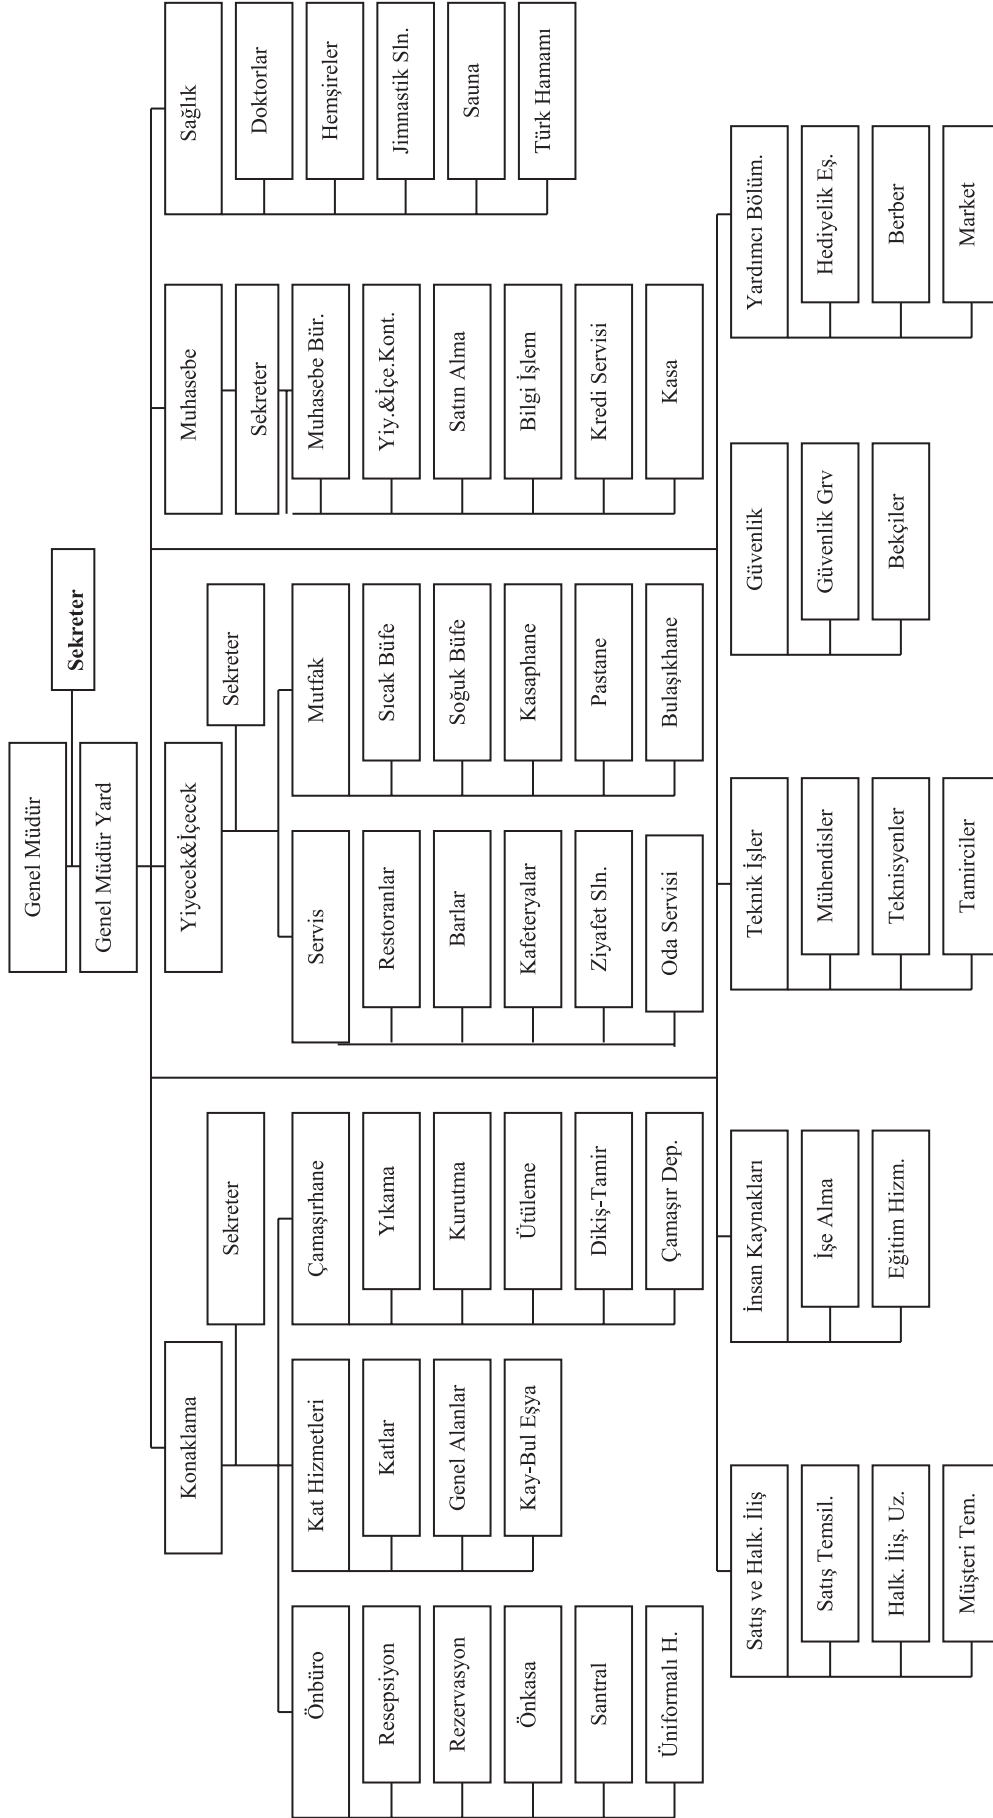 Genel Müdür
Sekreter
Genel Müdür Yard
Konaklama
Yiyecek&İçecek
Muhasebe
Sağlık
Sekreter
Sekreter
Sekreter
Doktorlar
Hemşireler
Jimnastik Sln.
Sauna
Türk Hamamı
Önbüro
Resepsiyon
Rezervasyon
Önkasa
Santral
Üniformalı H.
Kat Hizmetleri
Katlar
Genel Alanlar
Kay-Bul Eşya
Çamaşırhane
Yıkama
Kurutma
Ütüleme
Dikiş-Tamir
Çamaşır Dep.
Servis
Restoranlar
Barlar
Kafeteryalar
Ziyafet Sln.
Oda Servisi
Mutfak
Sıcak Büfe
Soğuk Büfe
Kasaphane
Pastane
Bulaşıkhane
Muhasebe Bür.
Yiy.&İçe.Kont.
Satın Alma
Bilgi İşlem
Kredi Servisi
Kasa
Satış ve Halk. İliş
Satış Temsil.
Halk. İliş. Uz.
Müşteri Tem.
İnsan Kaynakları
İşe Alma
Eğitim Hizm.
Teknik İşler
Mühendisler
Teknisyenler
Tamirciler
Güvenlik
Güvenlik Grv
Bekçiler
Yardımcı Bölüm.
Hediyelik Eş.
Berber
Market